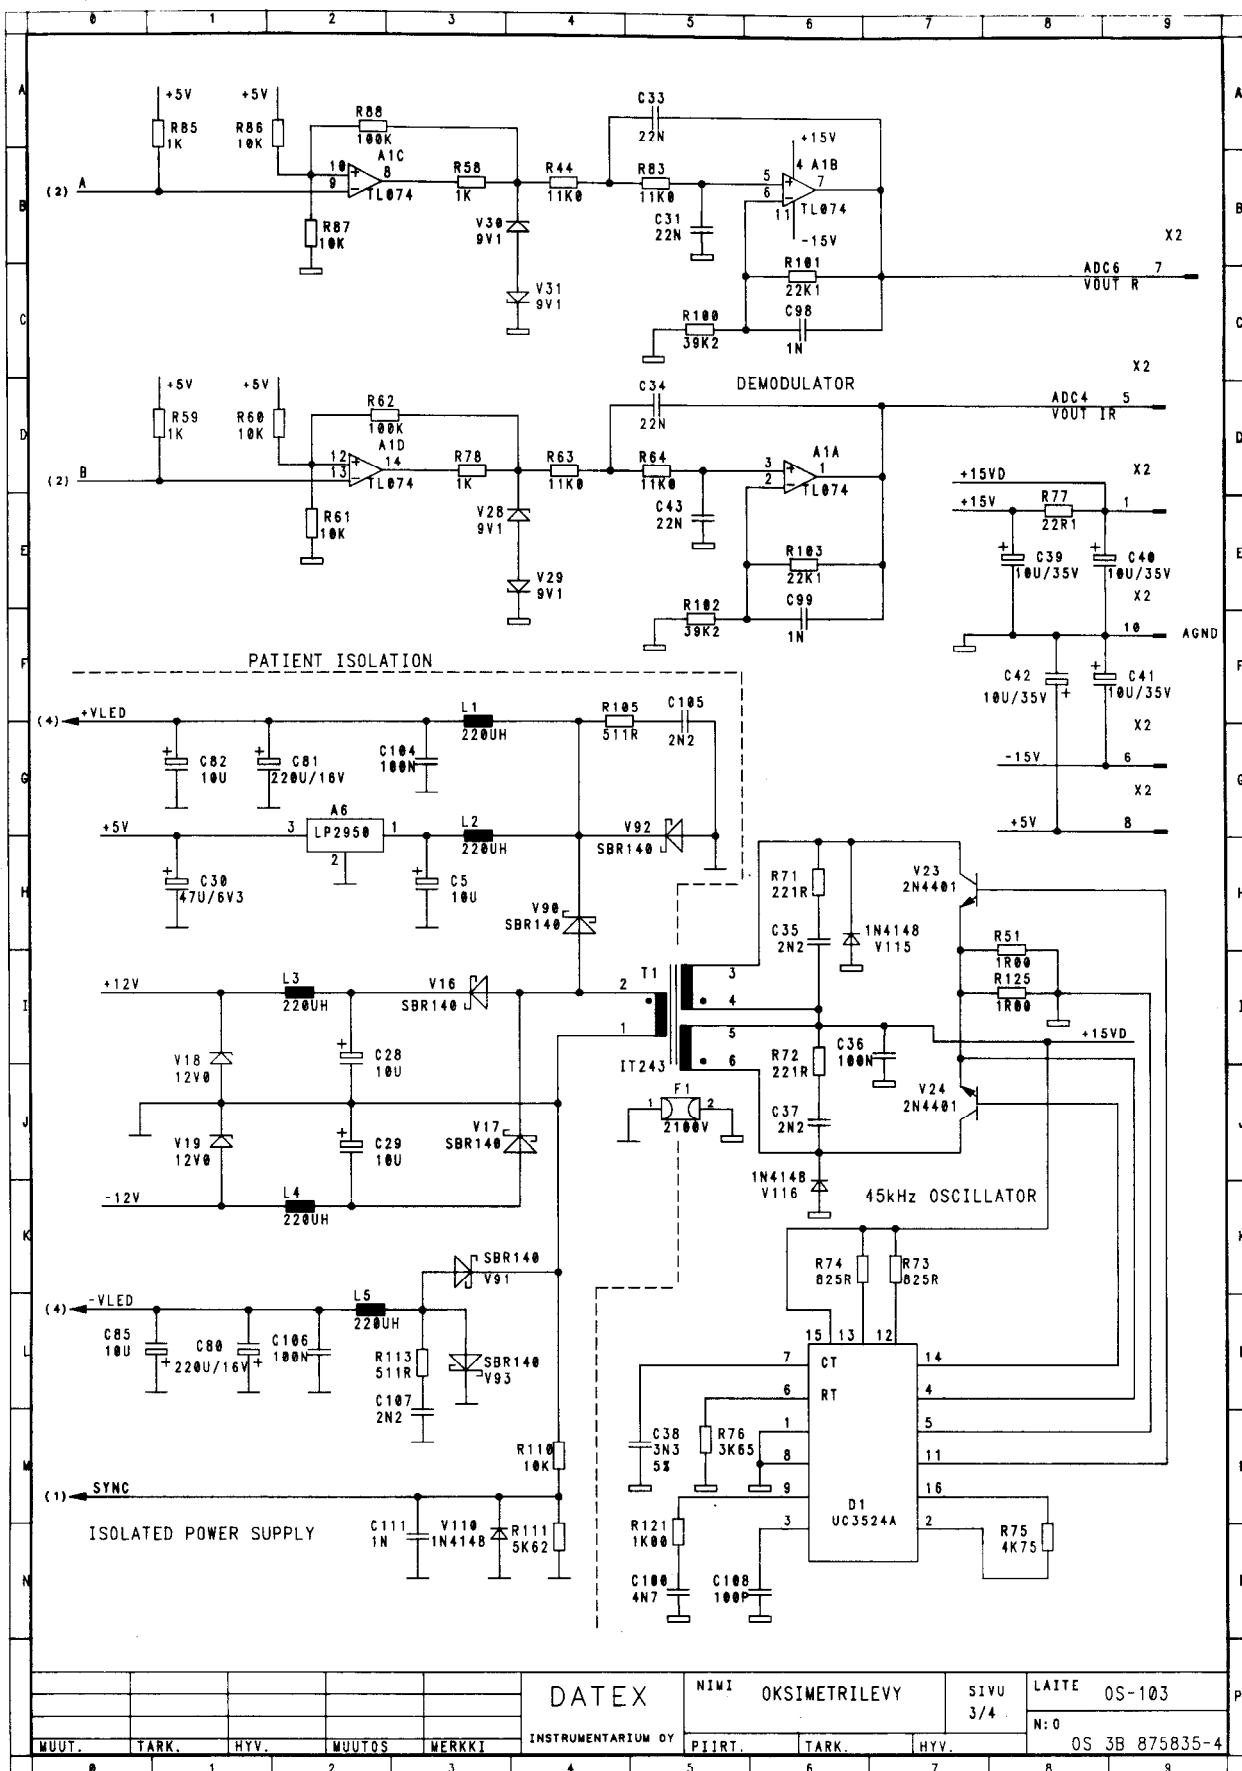 0 1 2 3 4 5 6 7 8 9
A A
+5V +5V R88 C33
R85 R86 100K 22N +15V
1K 10K A1C
10 8 R58 R44 R83 5 4 A1B
(2) A 9 7
TL074 1K 11K0 11K0 6 TL074
B 11 B
R87 V30 C31 -15V X2
10K 9V1 22N
R101 ADC6 7
V31 22K1 VOUT R
9V1 C98
C R100 C
39K2 1N
X2
+5V +5V R62 C34 DEMODULATOR
R59 R60 100K 22N ADC4 5
1K 10K VOUT IR
D A1D A1A D
12 14 R78 R63 R64 3 1 X2
(2) B 13 2 +15VD
TL074 1K 11K0 11K0 TL074 +15V R77 1
R61 V28 C43 22R1
10K 9V1 22N
E R103 C39 C40 E
V29 22K1 10U/35V 10U/35V
9V1 C99 X2
R102 10 AGND
39K2 1N
F PATIENT ISOLATION C42 C41 F
10U/35V 10U/35V
(4) +VLED L1 R105 C105 X2
220UH 511R 2N2
C82 C81 C104 -15V 6
G 10U 220U/16V 100N G
X2
A6
+5V 3 LP2950 1 L2 V92 +5V 8
2 220UH SBR140
C30 C5 R71 V23
H 47U/6V3 10U 221R 2N4401 H
V90 C35 1N4148
SBR140 2N2 V115 R51
1R00
T1 3
+12V L3 V16 2 R125
I 220UH SBR140 4 1R00 I
1 5 +15VD
V18 C28 R72 C36
12V0 10U IT243 6 221R 100N
F1 V24
1 2 C37 2N4401
J V19 C29 V17 2100V 2N2 J
12V0 10U SBR140
-12V L4 1N4148
220UH V116 45kHz OSCILLATOR
K K
SBR140 R74 R73
V91 825R 825R
(4) -VLED L5
220UH 15 13 12
C85 C80 C106 R113 SBR140 7 CT 14
L 10U 220U/16V 100N 511R V93
6 RT 4
C107 C38 R76 1 5
2N2 3N3 3K65
M R110 5% 8 11
10K
(1) SYNC 9 16
D1
ISOLATED POWER SUPPLY C111 V110 R111 R121 3 UC3524A 2 R75
1N 1N4148 5K62 1K00 4K75
N C100 C108
4N7 100P
DATEX NIMI OKSIMETRILEVY SIVU LAITE OS-103
3/4 P
INSTRUMENTARIUM OY N:O
MUUT. TARK. HYV. MUUTOS MERKKI PIIRT. TARK. HYV. OS 3B 875835-4
0 1 2 3 4 5 6 7 8 9